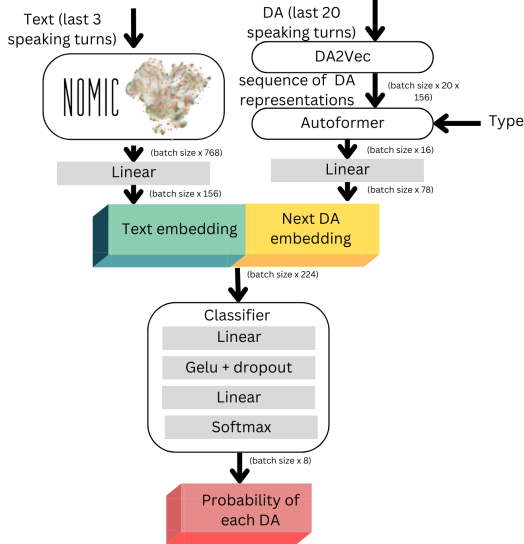 Text (last 3
speaking turns)
DA (last 20
speaking turns)
DA2Vec
NOMIC
sequence of DA
representations
(batch size x 20 x
156)
Autoformer
Type
(batch size x 768)
(batch size x 16)
Linear
Linear
(batch size x 156)
(batch size x 78)
Text embedding
Next DA
embedding
(batch size x 224)
Classifier
Linear
Gelu + dropout
Linear
Softmax
(batch size x 8)
Probability of
each DA